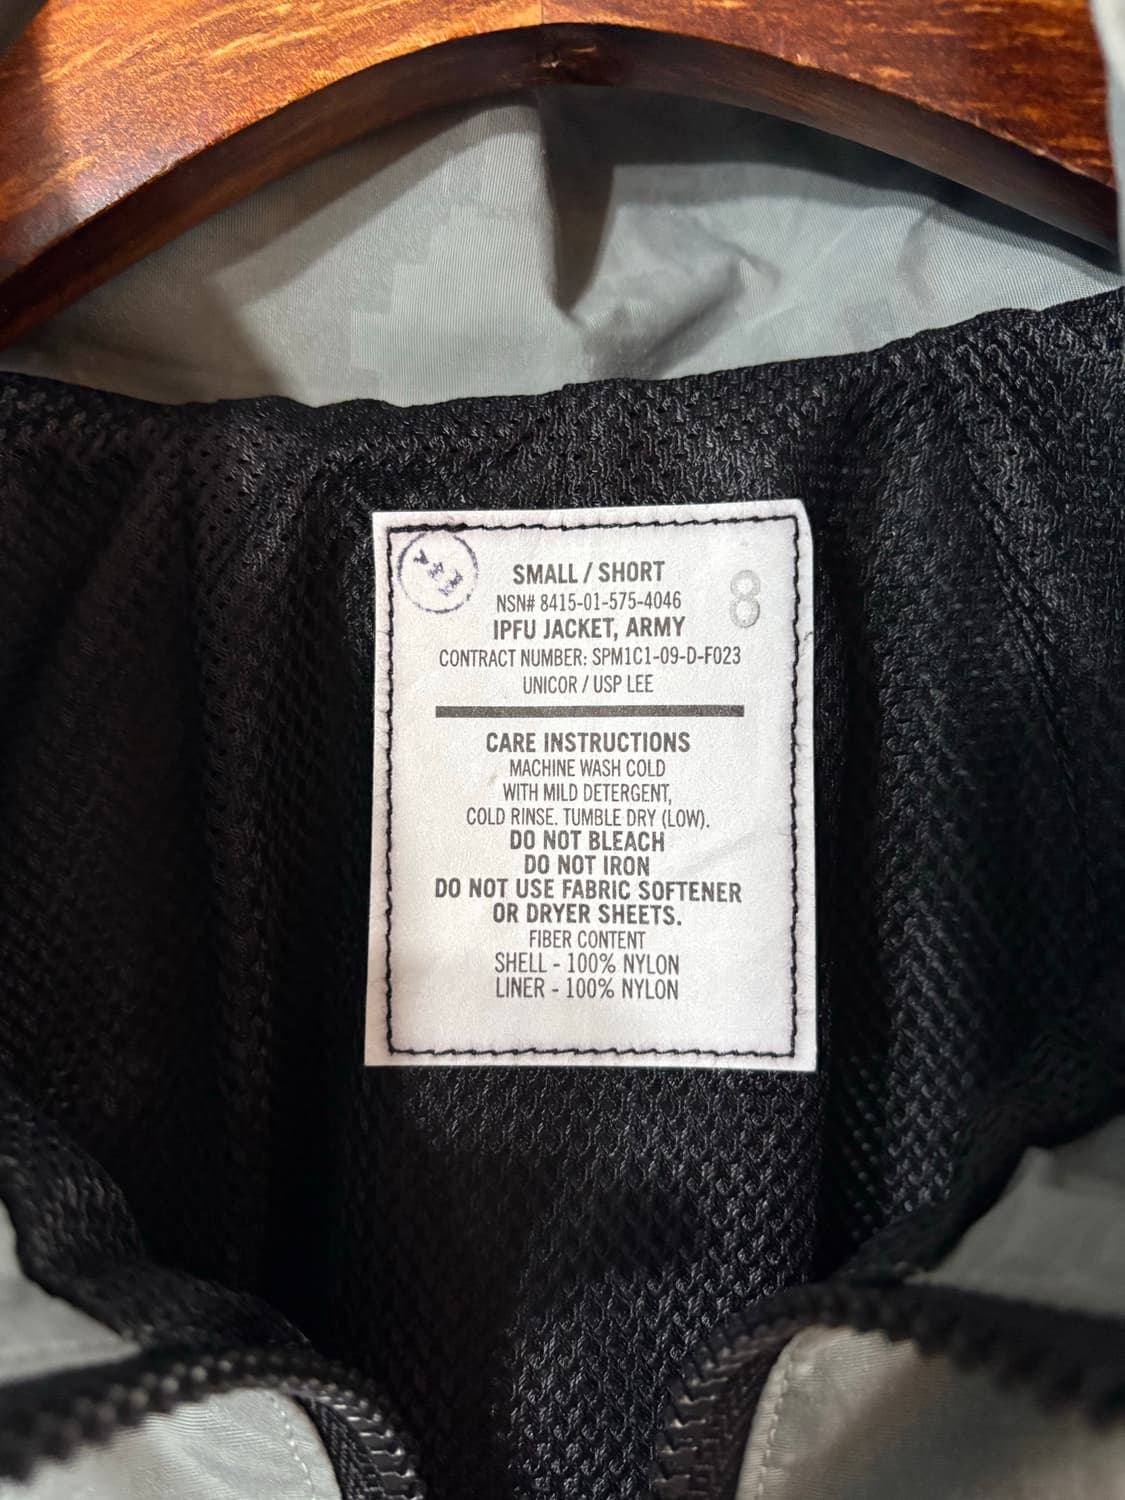 SMALL / SHORT
8
NSN# 8415-01-575-4046
IPFU JACKET, ARMY
CONTRACT NUMBER: SPM1C1-09-D-F023
UNICOR / USP LEE
CARE INSTRUCTIONS
MACHINE WASH COLD
WITH MILD DETERGENT,
COLD RINSE. TUMBLE DRY (LOW).
DO NOT BLEACH
DO NOT IRON
DO NOT USE FABRIC SOFTENER
OR DRYER SHEETS.
FIBER CONTENT
SHELL - 100% NYLON
LINER - 100% NYLON